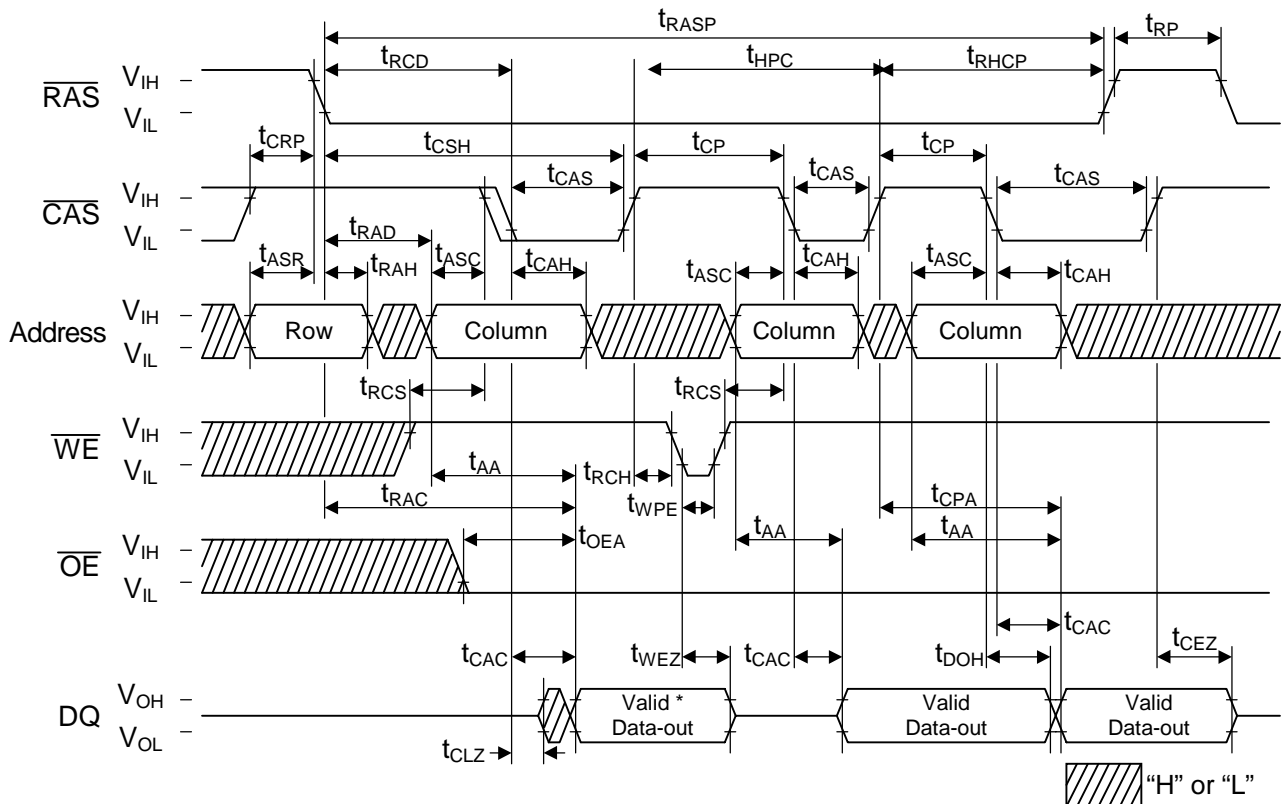 tRASP
tRP
tRCD
tHPC
tRHCP
RAS
VIH
VIL
tCRP
tCSH
tCP
tCP
tCAS
tCAS
tCAS
CAS
VIH
VIL
tRAD
tASR
tRAH
tASC
tCAH
tASC
tCAH
tASC
tCAH
Address
VIH
VIL
Row
Column
Column
Column
tRCS
tRCS
WE
VIH
VIL
tAA
tRCH
tRAC
tWPE
tCPA
tOEA
tAA
tAA
OE
VIH
VIL
tCAC
tCAC
tWEZ
tCAC
tDOH
tCEZ
DQ
VOH
VOL
Valid *
Data-out
Valid
Data-out
Valid
Data-out
tCLZ
“H” or “L”